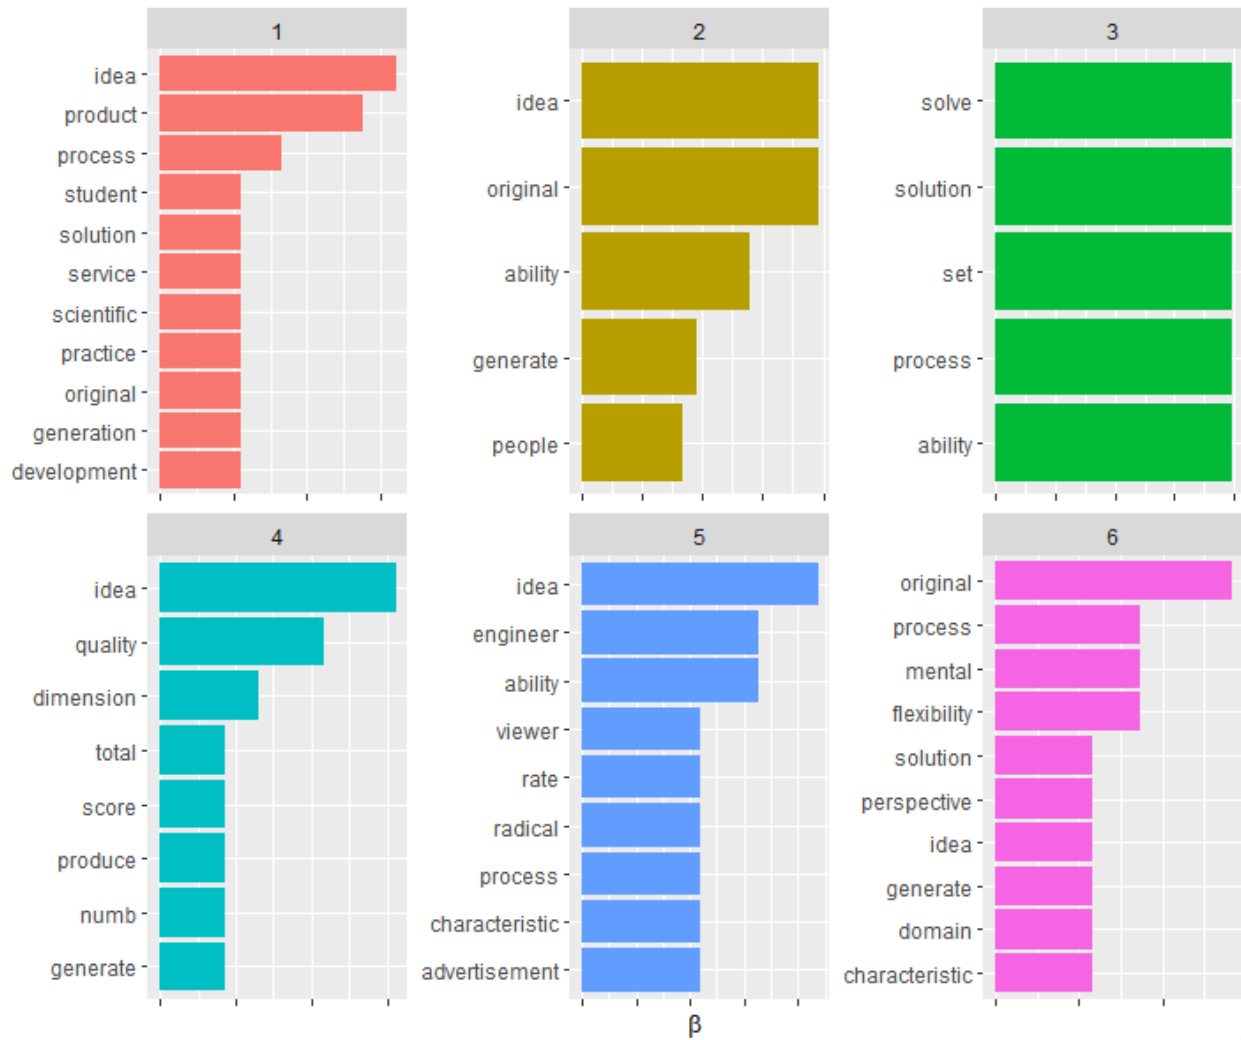 1
idea
product
process
student
solution
service
scientific
practice
original
generation
development
2
idea
original
ability
generate
people
3
solve
solution
set
process
ability
4
idea
quality
dimension
total
score
produce
numb
generate
5
idea
engineer
ability
viewer
rate
radical
process
characteristic
advertisement
6
original
process
mental
flexibility
solution
perspective
idea
generate
domain
characteristic
β